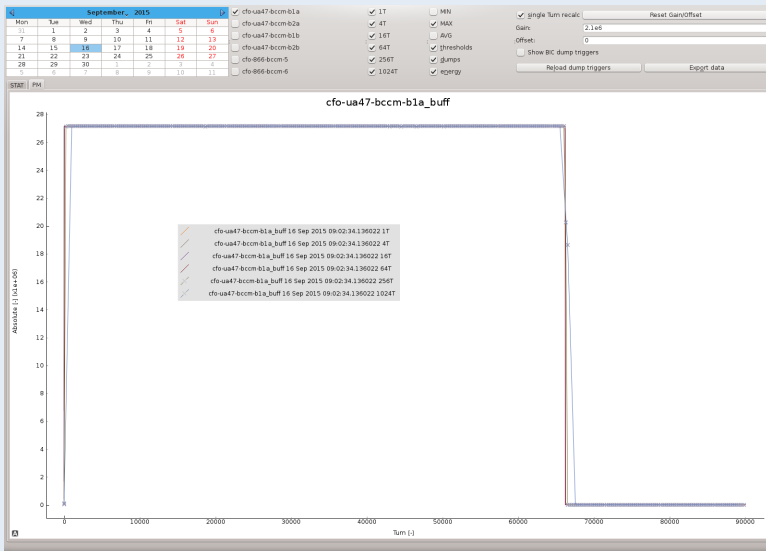 September, 2015
Mon Tue Wed Thu Fri Sat Sun
31 1 2 3 4 5 6
7 8 9 10 11 12 13
14 15 16 17 18 19 20
21 22 23 24 25 26 27
28 29 30 1 2 3 4
5 6 7 8 9 10 11
cfo-ua47-bccm-b1a
cfo-ua47-bccm-b2a
cfo-ua47-bccm-b1b
cfo-ua47-bccm-b2b
cfo-866-bccm-5
cfo-866-bccm-6
1T
4T
16T
64T
256T
1024T
MIN
MAX
AVG
thresholds
dumps
energy
single Turn recalc
Reset Gain/Offset
Gain: 2.1e6
Offset: 0
Show BIC dump triggers
Reload dump triggers
Export data
STAT PM
cfo-ua47-bccm-b1a_buff
28
26
24
22
20
18
16
14
12
10
8
6
4
2
0
Absolute [-] (x1e+06)
cfo-ua47-bccm-b1a_buff 16 Sep 2015 09:02:34.136022 1T
cfo-ua47-bccm-b1a_buff 16 Sep 2015 09:02:34.136022 4T
cfo-ua47-bccm-b1a_buff 16 Sep 2015 09:02:34.136022 16T
cfo-ua47-bccm-b1a_buff 16 Sep 2015 09:02:34.136022 64T
cfo-ua47-bccm-b1a_buff 16 Sep 2015 09:02:34.136022 256T
cfo-ua47-bccm-b1a_buff 16 Sep 2015 09:02:34.136022 1024T
0 10000 20000 30000 40000 50000 60000 70000 80000 90000
Turn [-]
A